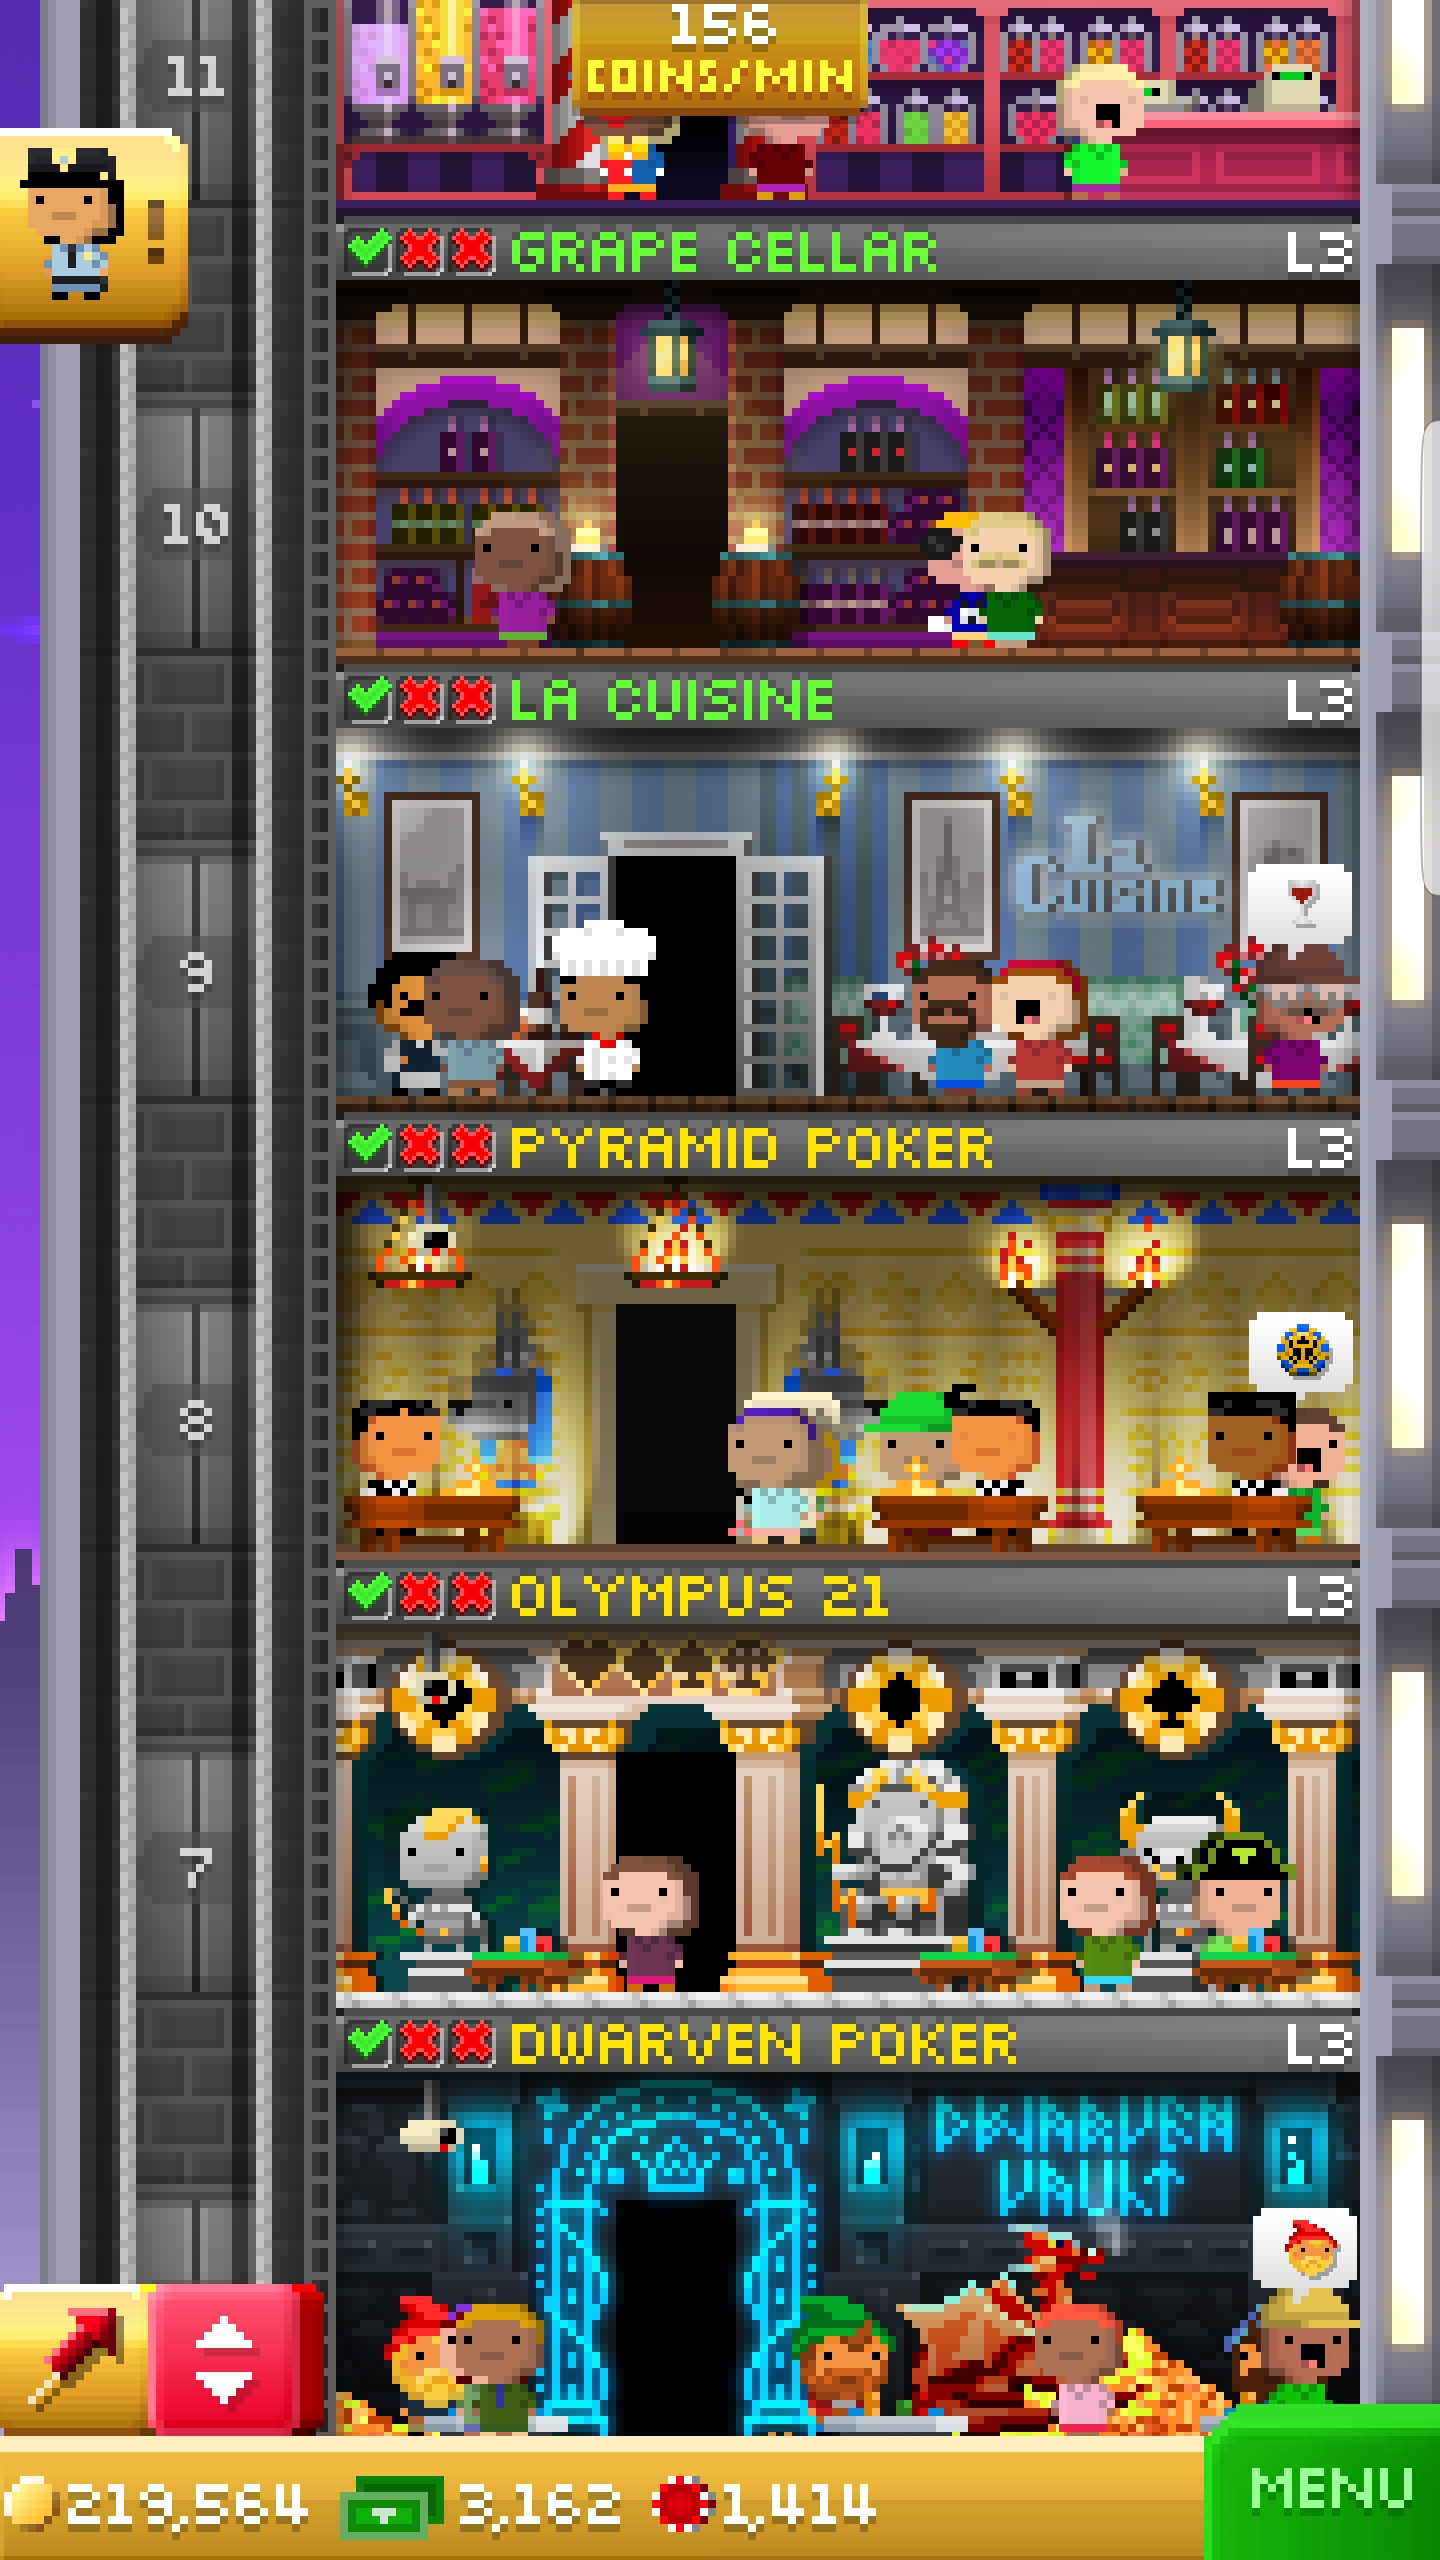 156
COINS/MIN
11
!
GRAPE CELLAR L3
10
LA CUISINE L3
La
Cuisine
9
PYRAMID POKER L3
8
OLYMPUS 21 L3
7
DWARVEN POKER L3
DWARVEN
VAULT
219,564 3,162 1,414
MENU